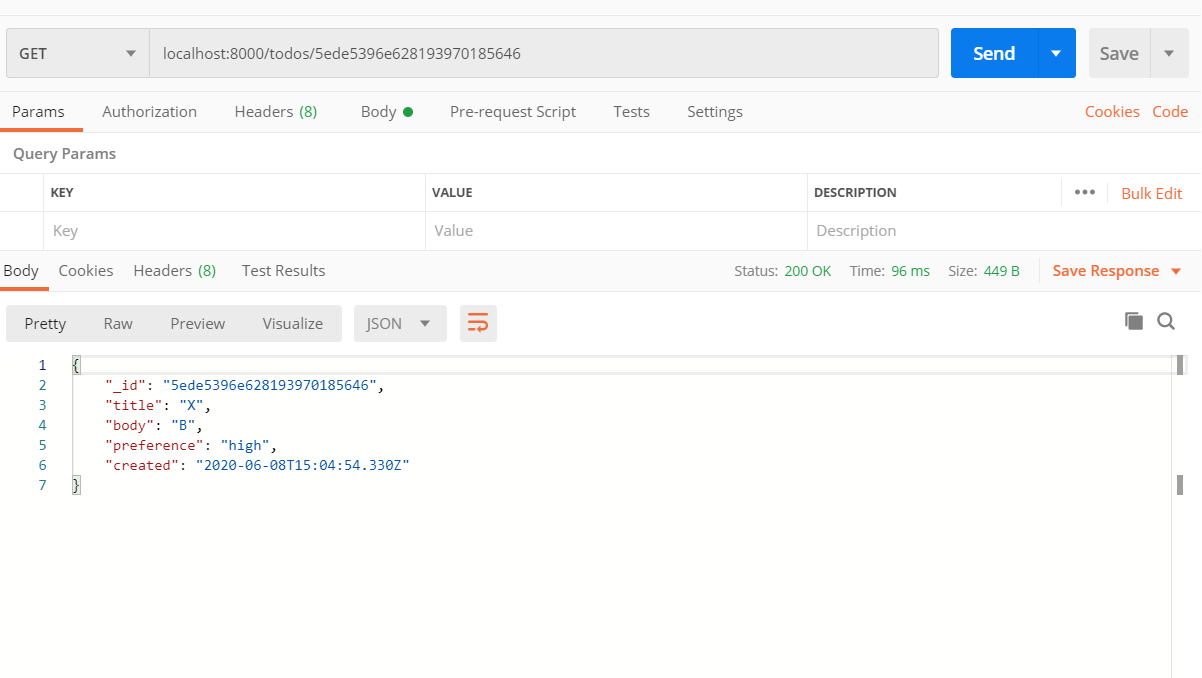 GET localhost:8000/todos/5ede5396e628193970185646 Send Save
Params Authorization Headers (8) Body Pre-request Script Tests Settings Cookies Code
Query Params
KEY VALUE DESCRIPTION ••• Bulk Edit
Key Value Description
Body Cookies Headers (8) Test Results Status: 200 OK Time: 96 ms Size: 449 B Save Response
Pretty Raw Preview Visualize JSON
1 {
2 "_id": "5ede5396e628193970185646",
3 "title": "X",
4 "body": "B",
5 "preference": "high",
6 "created": "2020-06-08T15:04:54.330Z"
7 }